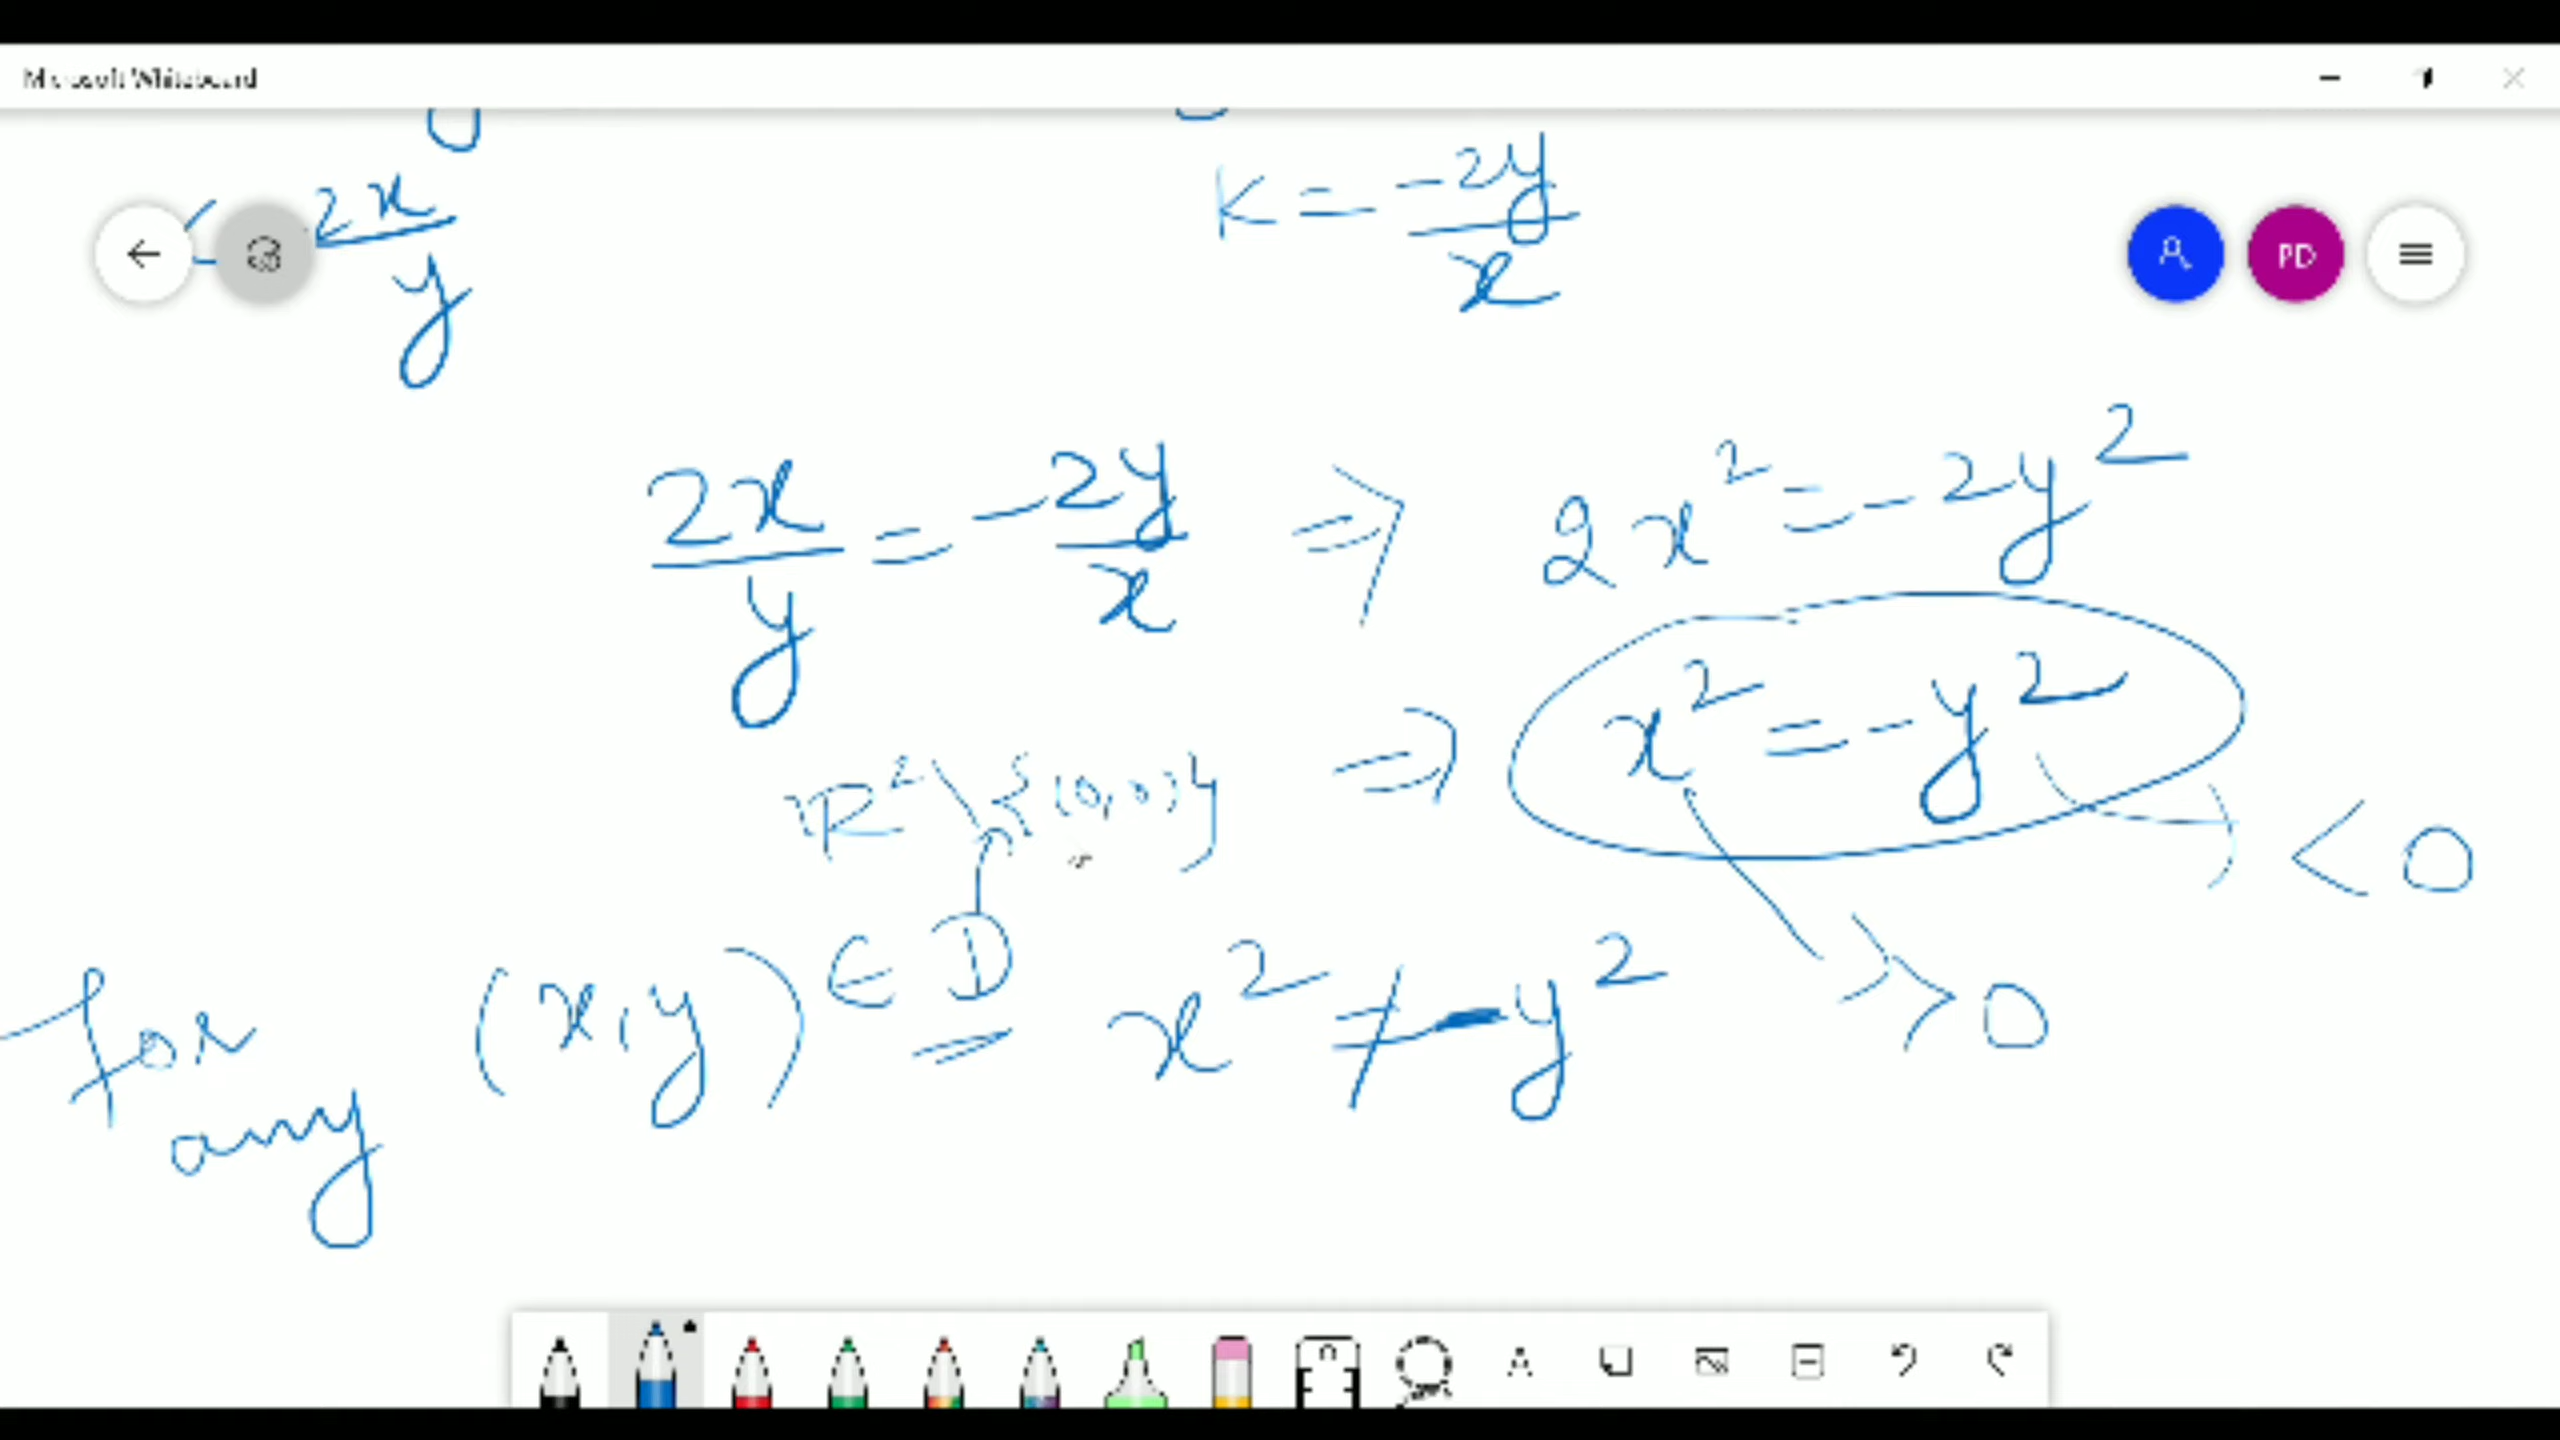 Microsoft Whiteboard
2x/y
K = -2y/x
PD
2x/y = -2y/x ⇒ 2x² = -2y²
ℝ² \ {(0,0)} ⇒ x² = -y² < 0
for any (x,y) ∈ D x² ≠ -y² ≥ 0